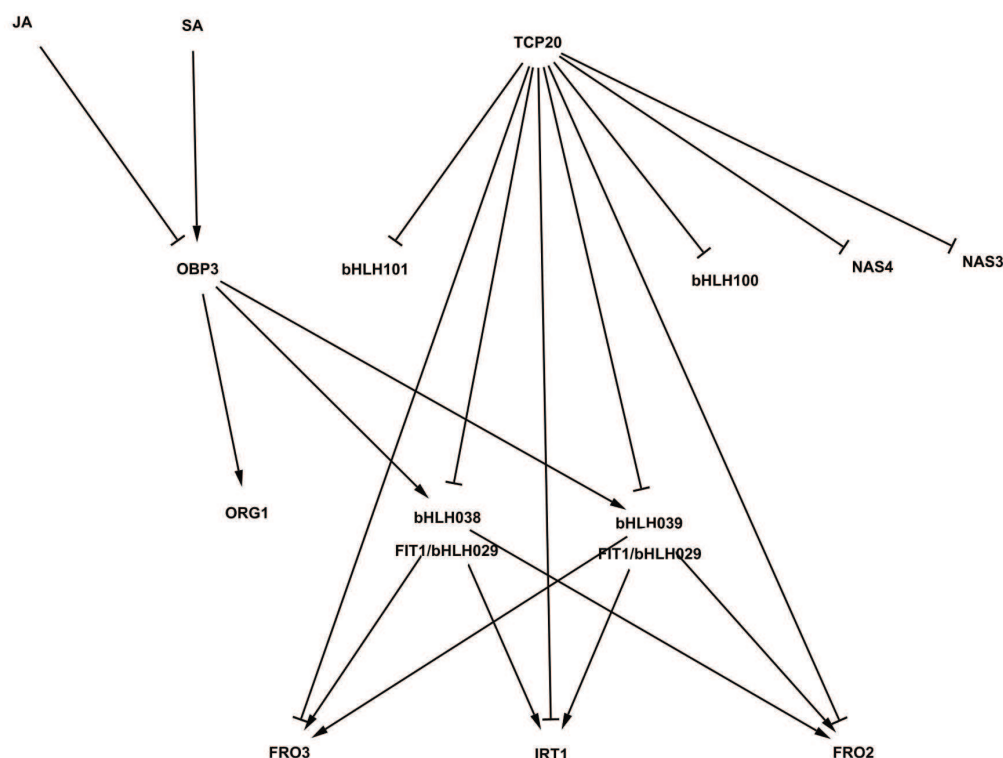 JA
SA
TCP20
OBP3
bHLH101
bHLH100
NAS4
NAS3
ORG1
bHLH038
FIT1/bHLH029
bHLH039
FIT1/bHLH029
FRO3
IRT1
FRO2